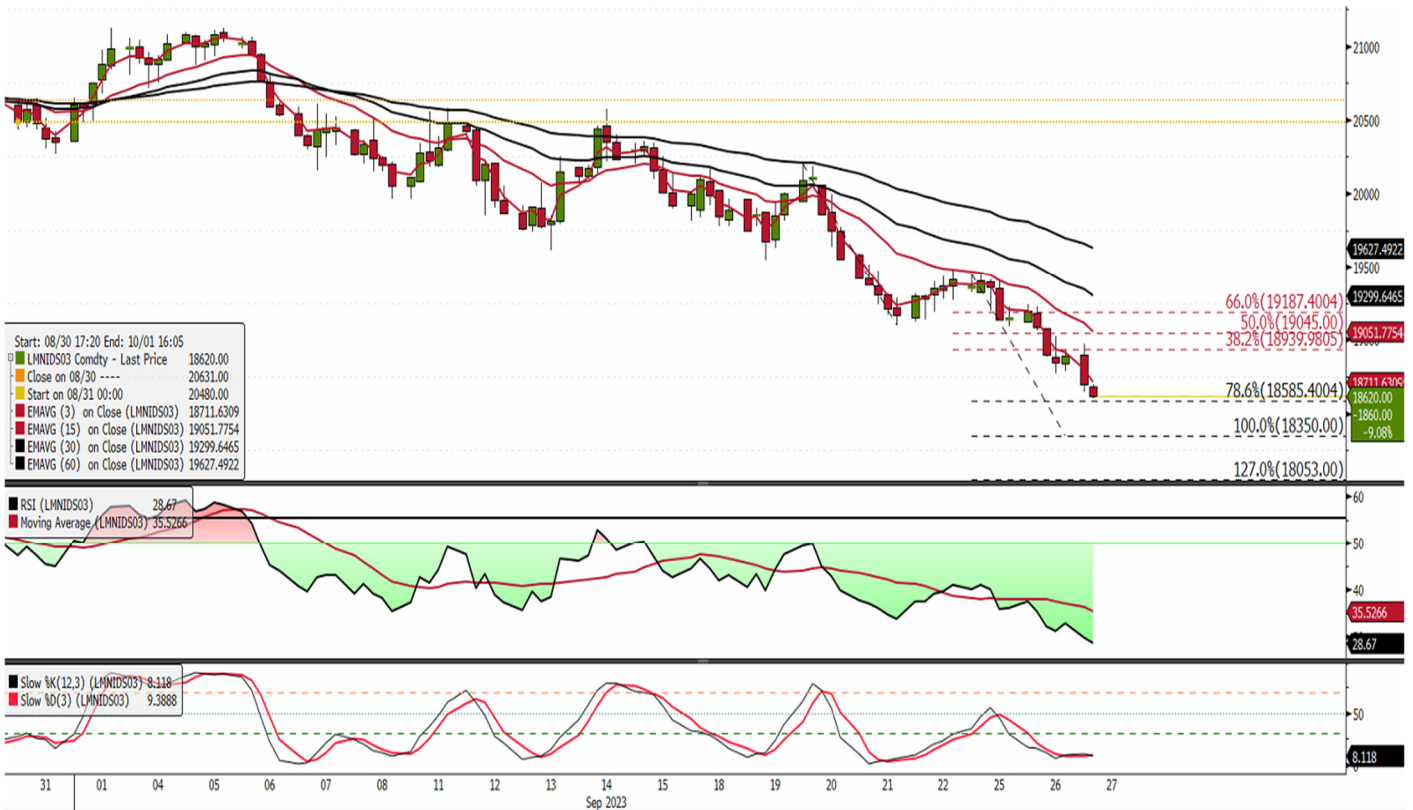 21000
20500
20000
19627.4922
19500
19299.6465
66.0%(19187.4004)
50.0%(19045.00)
19051.7754
38.2%(18939.9805)
18711.6309
78.6%(18585.4004)
18620.00
-1860.00
-9.08%
100.0%(18350.00)
127.0%(18053.00)
Start: 08/30 17:20 End: 10/01 16:05
LMNIDS03 Comdty - Last Price 18620.00
Close on 08/30 ---- 20631.00
Start on 08/31 00:00 20480.00
EMAVG (3) on Close (LMNIDS03) 18711.6309
EMAVG (15) on Close (LMNIDS03) 19051.7754
EMAVG (30) on Close (LMNIDS03) 19299.6465
EMAVG (60) on Close (LMNIDS03) 19627.4922
RSI (LMNIDS03) 28.67
Moving Average (LMNIDS03) 35.5266
60
50
40
35.5266
28.67
Slow %K(12,3) (LMNIDS03) 8.118
Slow %D(3) (LMNIDS03) 9.3888
50
8.118
31 01 04 05 06 07 08 11 12 13 14 15 18 19 20 21 22 25 26 27
Sep 2023